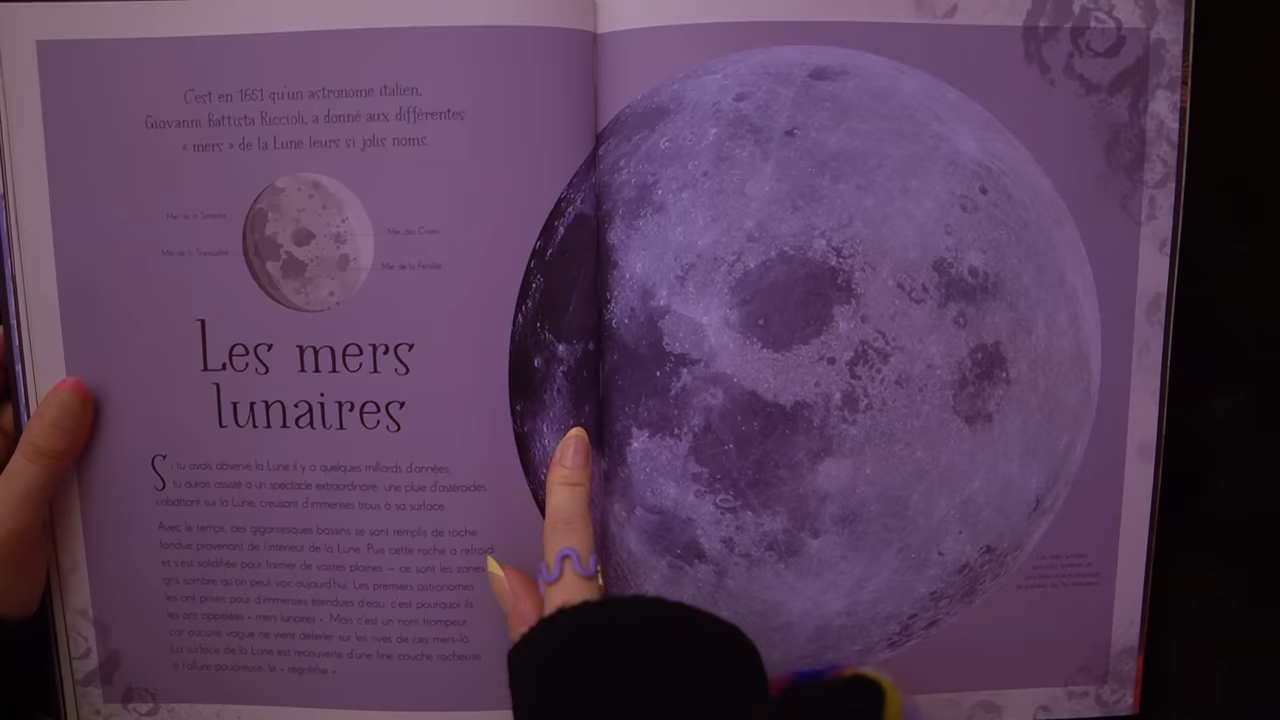 C'est en 1651 qu'un astronome italien,
Giovanni Battista Riccioli, a donné aux différentes
« mers » de la Lune leurs si jolis noms.
Mer de la Sérénité
Mer des Crises
Mer de la Tranquillité
Mer de la Fertilité
Les mers
lunaires
Si tu avais observé la Lune il y a quelques milliards d'années,
tu aurais assisté à un spectacle extraordinaire: une pluie d'astéroïdes
s'abattant sur la Lune, creusant d'immenses trous à sa surface.
Avec le temps, ces gigantesques bassins se sont remplis de roche
fondue provenant de l'intérieur de la Lune. Puis cette roche a refroidi
et s'est solidifiée pour former de vastes plaines – ce sont les zones
gris sombre qu'on peut voir aujourd'hui. Les premiers astronomes
les ont prises pour d'immenses étendues d'eau, c'est pourquoi ils
les ont appelées « mers lunaires ». Mais c'est un nom trompeur
car aucune vague ne vient déferler sur les rives de ces mers-là.
La surface de la Lune est recouverte d'une fine couche rocheuse
à l'allure poudreuse, le « régolithe ».
Les mers lunaires